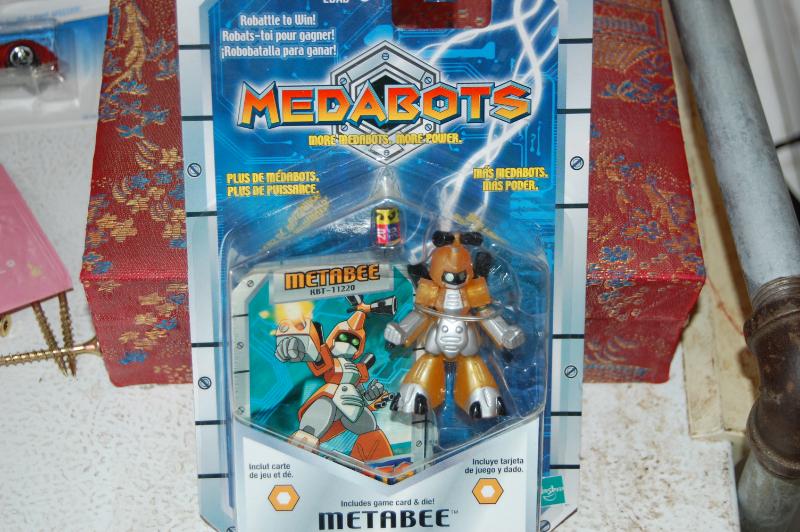 Robattle to Win!
Robats-toi pour gagner!
¡Robobatalla para ganar!
MEDABOTS
MORE MEDABOTS, MORE POWER.
PLUS DE MÉDABOTS,
PLUS DE PUISSANCE.
MÁS MEDABOTS,
MÁS PODER.
METABEE
KBT-11220
Inclut carte
de jeu et dé.
Incluye tarjeta
de juego y dado.
Includes game card & die!
METABEE™